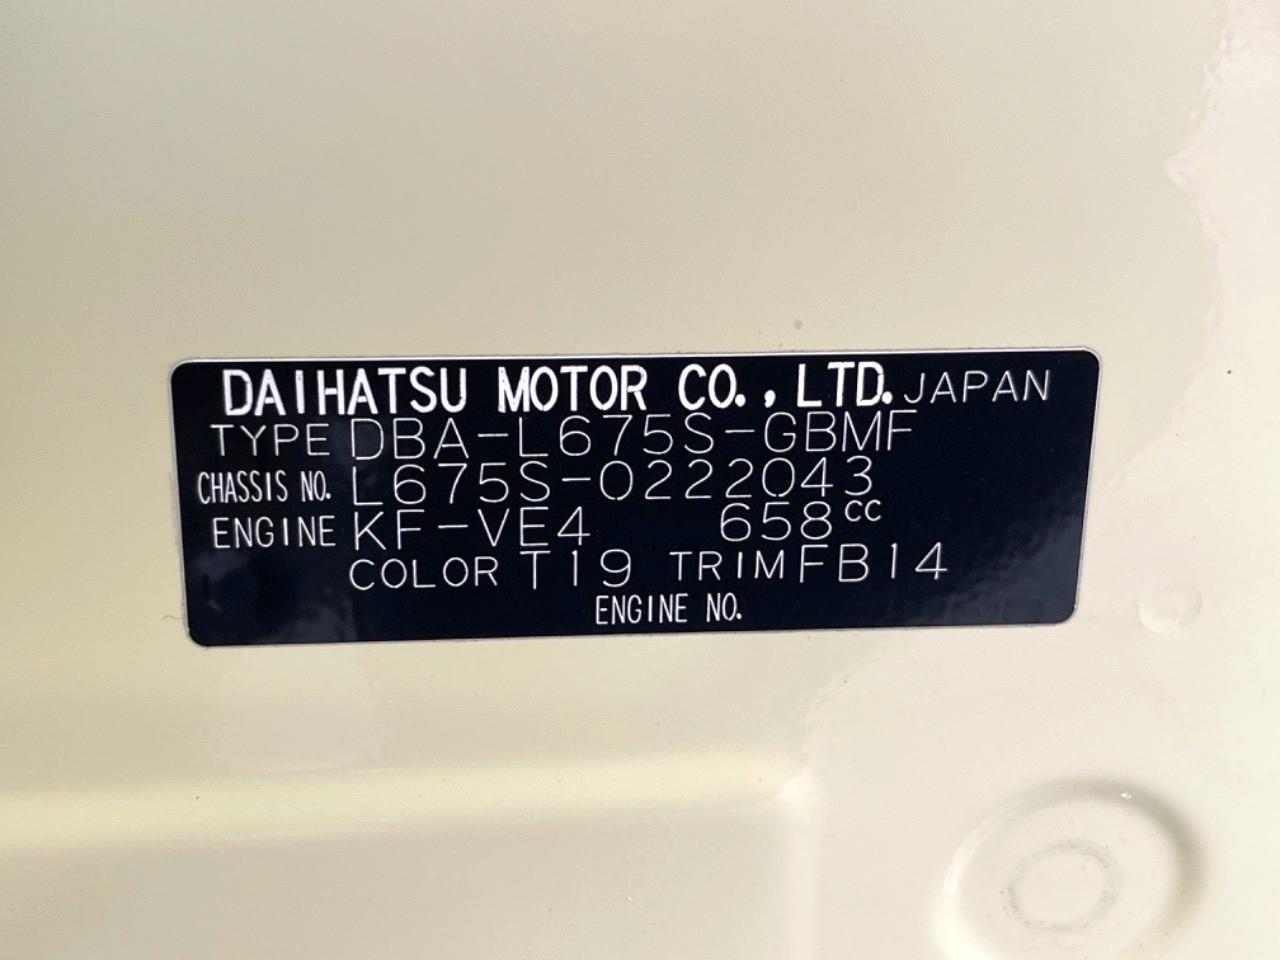 DAIHATSU MOTOR CO., LTD. JAPAN
TYPE DBA-L675S-GBMF
CHASSIS NO. L675S-0222043
ENGINE KF-VE4 658cc
COLOR T19 TRIM FB14
ENGINE NO.